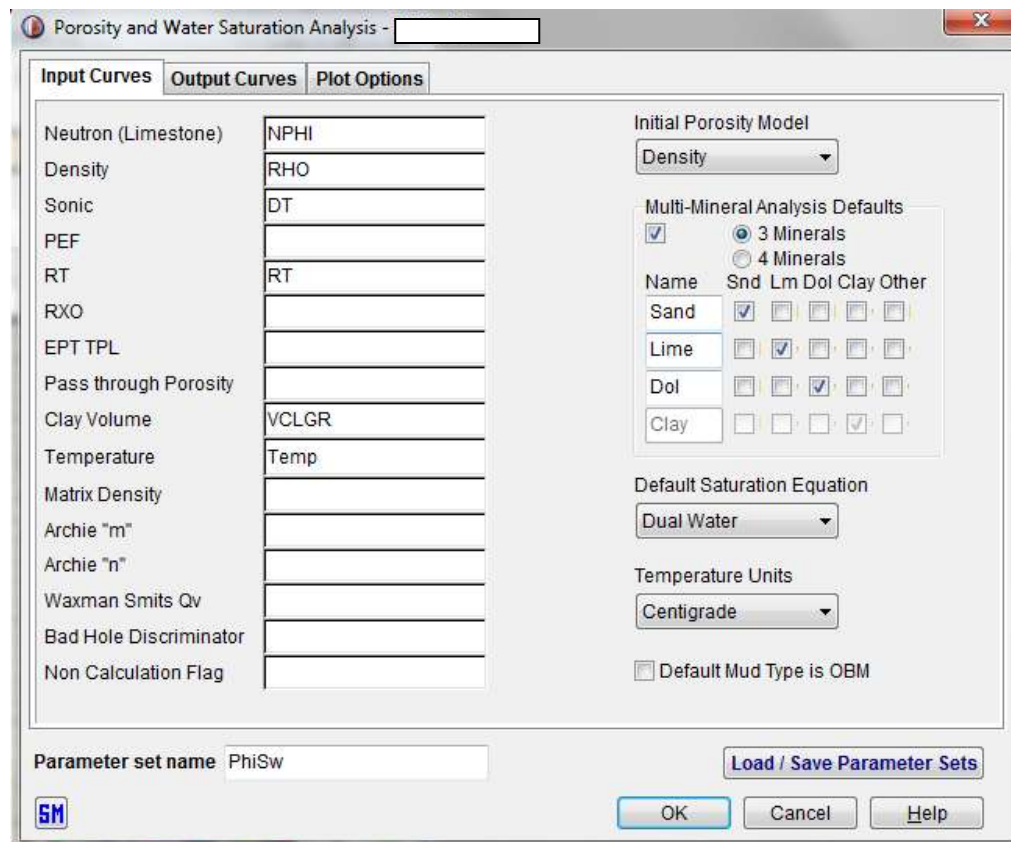 Porosity and Water Saturation Analysis -
Input Curves
Output Curves
Plot Options
Neutron (Limestone) NPHI
Density RHO
Sonic DT
PEF
RT RT
RXO
EPT TPL
Pass through Porosity
Clay Volume VCLGR
Temperature Temp
Matrix Density
Archie "m"
Archie "n"
Waxman Smits Qv
Bad Hole Discriminator
Non Calculation Flag
Initial Porosity Model
Density
Multi-Mineral Analysis Defaults
3 Minerals
4 Minerals
Name Snd Lm Dol Clay Other
Sand
Lime
Dol
Clay
Default Saturation Equation
Dual Water
Temperature Units
Centigrade
Default Mud Type is OBM
Parameter set name PhiSw
Load / Save Parameter Sets
SM
OK
Cancel
Help